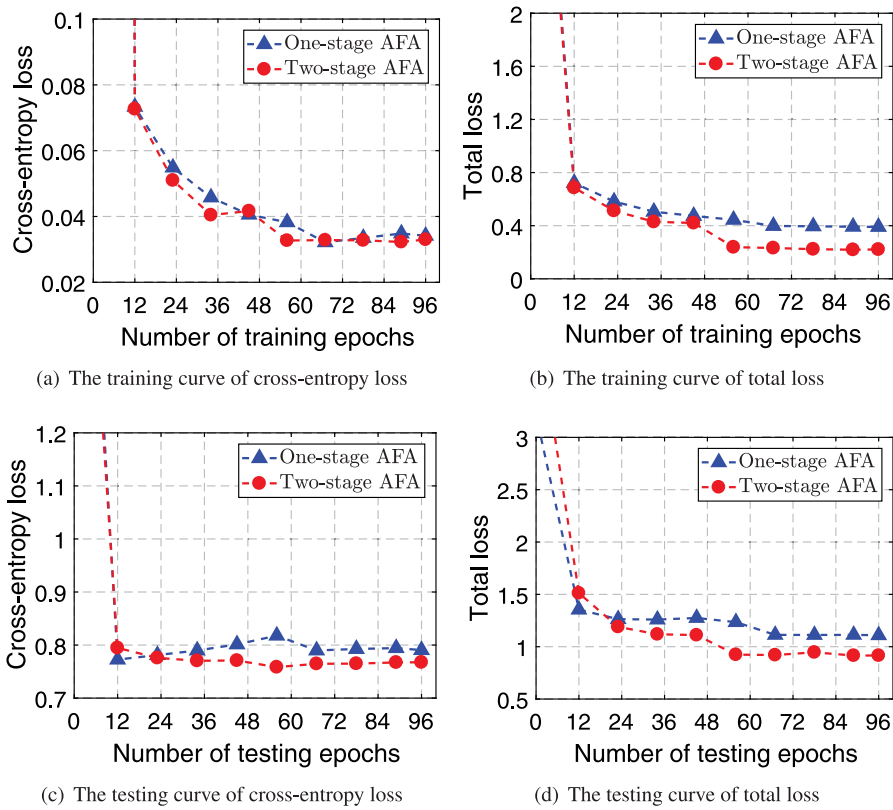 0.1
0.08
0.06
0.04
0.02
Cross-entropy loss
One-stage AFA
Two-stage AFA
0 12 24 36 48 60 72 84 96
Number of training epochs
(a) The training curve of cross-entropy loss
2
1.6
1.2
0.8
0.4
0
Total loss
One-stage AFA
Two-stage AFA
0 12 24 36 48 60 72 84 96
Number of training epochs
(b) The training curve of total loss
1.2
1.1
1
0.9
0.8
0.7
Cross-entropy loss
One-stage AFA
Two-stage AFA
0 12 24 36 48 60 72 84 96
Number of testing epochs
(c) The testing curve of cross-entropy loss
3
2.5
2
1.5
1
0.5
Total loss
One-stage AFA
Two-stage AFA
0 12 24 36 48 60 72 84 96
Number of testing epochs
(d) The testing curve of total loss